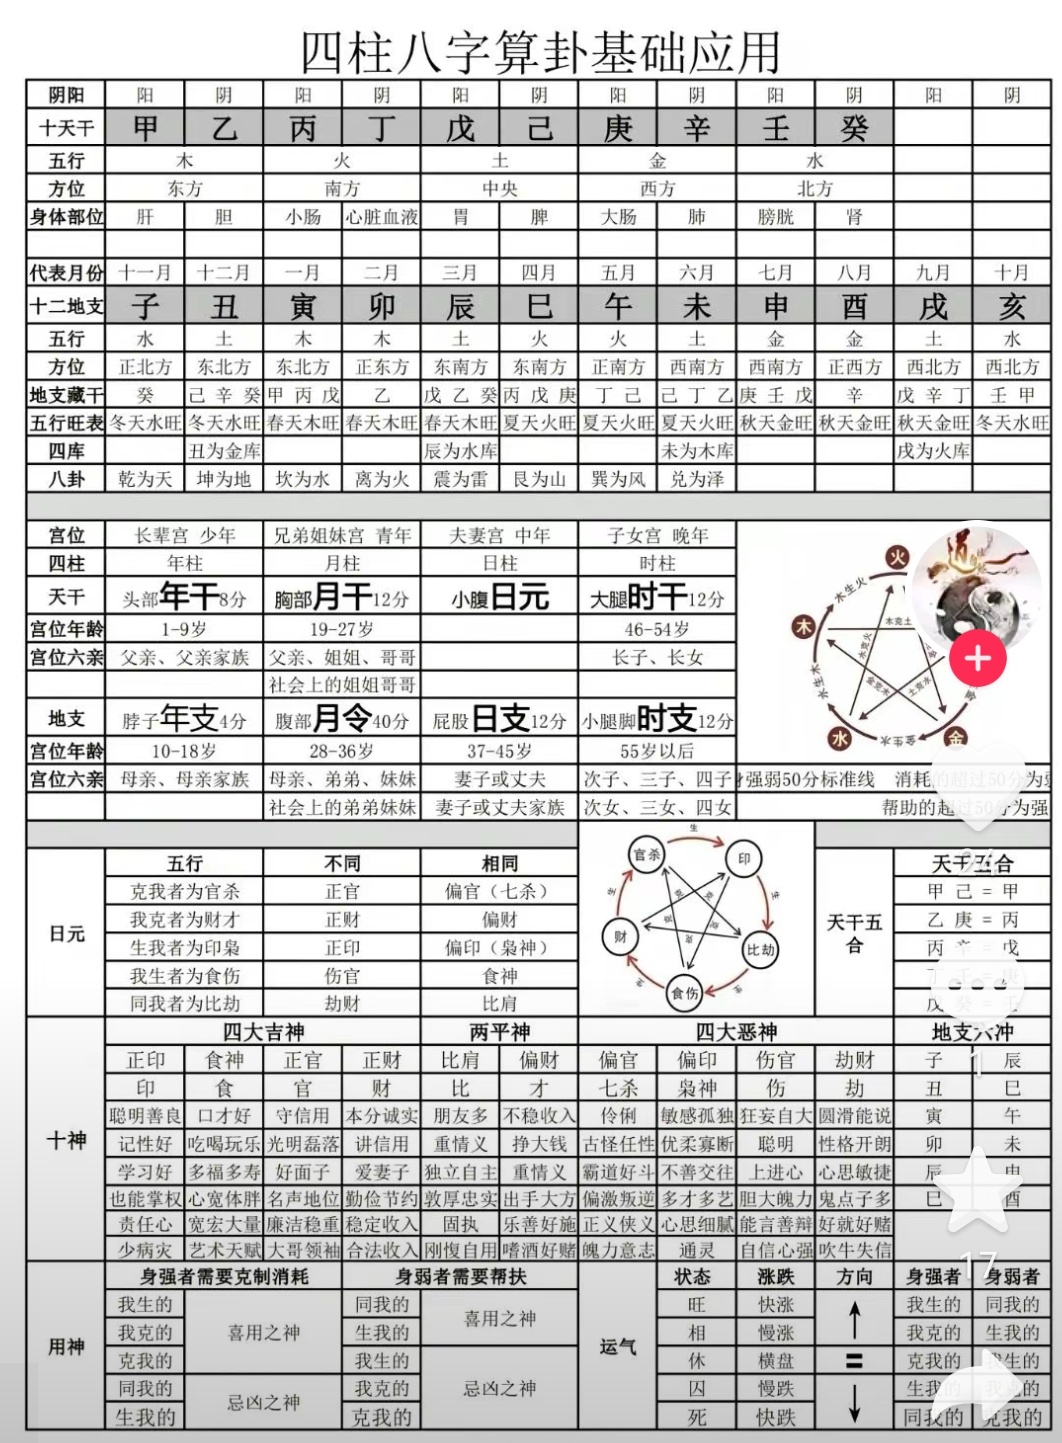 四柱八字算卦基础应用
阴阳 阳 阴 阳 阴 阳 阴 阳 阴 阳 阴 阳 阴
十天干 甲 乙 丙 丁 戊 己 庚 辛 壬 癸
五行 木 火 土 金 水
方位 东方 南方 中央 西方 北方
身体部位 肝 胆 小肠 心脏血液 胃 脾 大肠 肺 膀胱 肾
代表月份 十一月 十二月 一月 二月 三月 四月 五月 六月 七月 八月 九月 十月
十二地支 子 丑 寅 卯 辰 巳 午 未 申 酉 戌 亥
五行 水 土 木 木 土 火 火 土 金 金 土 水
方位 正北方 东北方 东北方 正东方 东南方 东南方 正南方 西南方 西南方 正西方 西北方 西北方
地支藏干 癸 己 辛 癸 甲 丙 戊 乙 戊 乙 癸 丙 戊 庚 丁 己 己 丁 乙 庚 壬 戊 辛 戊 辛 丁 壬 甲
五行旺表 冬天水旺 冬天水旺 春天木旺 春天木旺 春天木旺 夏天火旺 夏天火旺 夏天火旺 秋天金旺 秋天金旺 秋天金旺 冬天水旺
四库 丑为金库 辰为水库 未为木库 戌为火库
八卦 乾为天 坤为地 坎为水 离为火 震为雷 艮为山 巽为风 兑为泽
宫位 长辈宫 少年 兄弟姐妹宫 青年 夫妻宫 中年 子女宫 晚年
四柱 年柱 月柱 日柱 时柱
天干 头部年干8分 胸部月干12分 小腹日元 大腿时干12分
宫位年龄 1-9岁 19-27岁 46-54岁
宫位六亲 父亲、父亲家族 父亲、姐姐、哥哥 长子、长女
社会上的姐姐哥哥
地支 脖子年支4分 腹部月令40分 屁股日支12分 小腿脚时支12分
宫位年龄 10-18岁 28-36岁 37-45岁 55岁以后
宫位六亲 母亲、母亲家族 母亲、弟弟、妹妹 妻子或丈夫 次子、三子、四子
社会上的弟弟妹妹 妻子或丈夫家族 次女、三女、四女
火
木生火
道
木
木克土
水克火
水生木
金克木
土克水
水
金生水
金
强弱50分标准线 消耗的超过50分为
帮助的超过50分为强
日元
五行 不同 相同
克我者为官杀 正官 偏官（七杀）
我克者为财才 正财 偏财
生我者为印枭 正印 偏印（枭神）
我生者为食伤 伤官 食神
同我者为比劫 劫财 比肩
官杀 生 印
生 生
财 比劫
克 克 克 克 克
生 食伤 生
天干五合
天干五合
甲 己 = 甲
乙 庚 = 丙
丙 辛 = 戊
丁 壬 = 庚
戊 癸 = 壬
24
十神
四大吉神 两平神 四大恶神 地支六冲
正印 食神 正官 正财 比肩 偏财 偏官 偏印 伤官 劫财 子 辰
1
印 食 官 财 比 才 七杀 枭神 伤 劫 丑 巳
聪明善良 口才好 守信用 本分诚实 朋友多 不稳收入 伶俐 敏感孤独 狂妄自大 圆滑能说 寅 午
记性好 吃喝玩乐 光明磊落 讲信用 重情义 挣大钱 古怪任性 优柔寡断 聪明 性格开朗 卯 未
学习好 多福多寿 好面子 爱妻子 独立自主 重情义 霸道好斗 不善交往 上进心 心思敏捷 辰 申
也能掌权 心宽体胖 名声地位 勤俭节约 敦厚忠实 出手大方 偏激叛逆 多才多艺 胆大魄力 鬼点子多 巳 酉
责任心 宽宏大量 廉洁稳重 稳定收入 固执 乐善好施 正义侠义 心思细腻 能言善辩 好就好赌
少病灾 艺术天赋 大哥领袖 合法收入 刚愎自用 嗜酒好赌 魄力意志 通灵 自信心强 吹牛失信
17
用神
身强者需要克制消耗 身弱者需要帮扶 运气 状态 涨跌 方向 身强者 身弱者
我生的 喜用之神 同我的 喜用之神 旺 快涨 我生的 同我的
我克的 生我的 相 慢涨 我克的 生我的
克我的 我生的 忌凶之神 休 横盘 = 克我的 我生的
同我的 忌凶之神 我克的 囚 慢跌 生我的 我克的
生我的 克我的 死 快跌 同我的 克我的